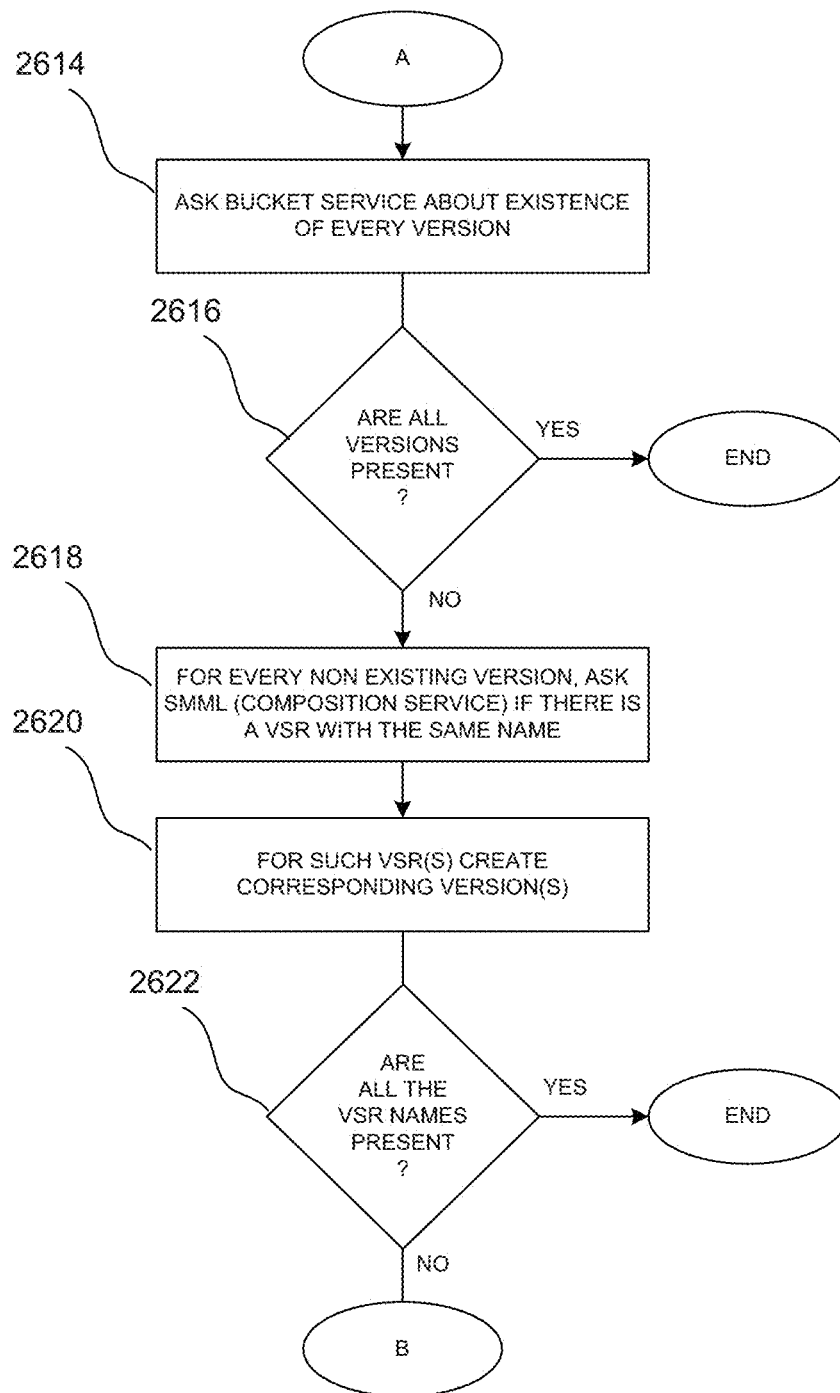 A
2614
ASK BUCKET SERVICE ABOUT EXISTENCE
OF EVERY VERSION
2616
ARE ALL
VERSIONS
PRESENT
?
YES
END
NO
2618
FOR EVERY NON EXISTING VERSION, ASK
SMML (COMPOSITION SERVICE) IF THERE IS
A VSR WITH THE SAME NAME
2620
FOR SUCH VSR(S) CREATE
CORRESPONDING VERSION(S)
2622
ARE
ALL THE
VSR NAMES
PRESENT
?
YES
END
NO
B